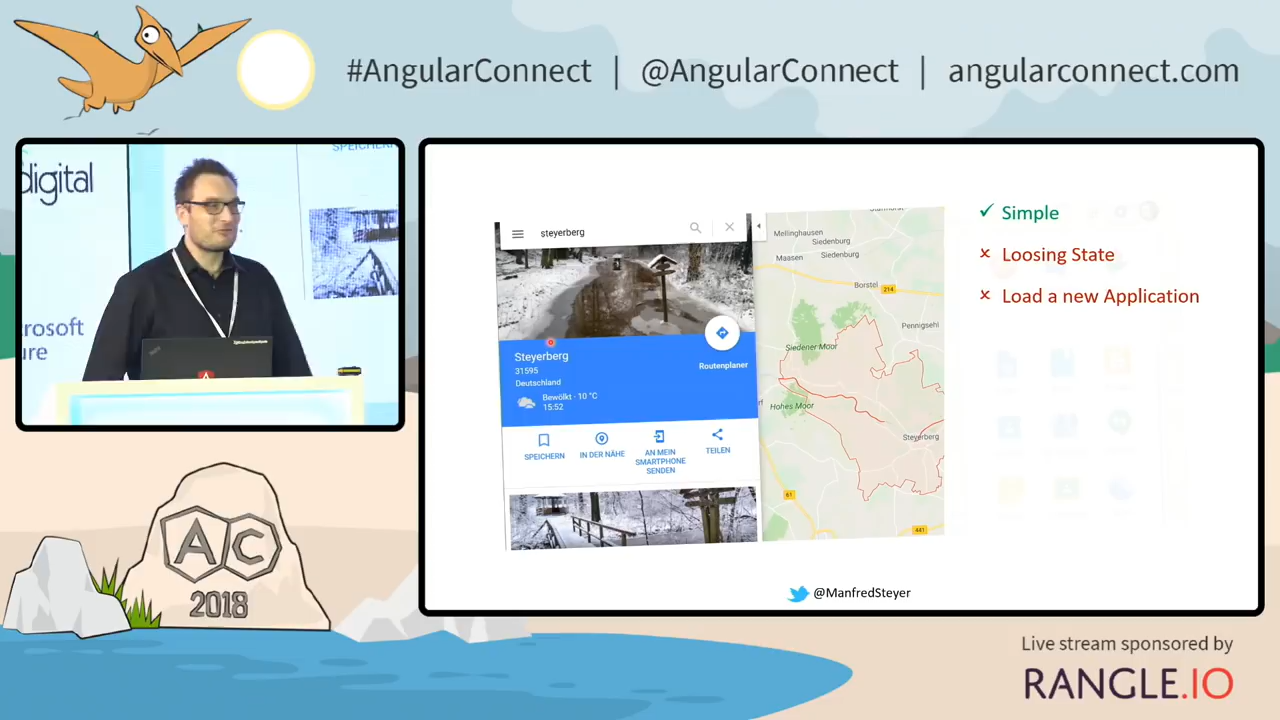 #AngularConnect | @AngularConnect | angularconnect.com
SPEICHERN
digital
crosoft
ure
steyerberg
Steyerberg
31595
Deutschland
Bewölkt · 10 °C
15:52
Routenplaner
SPEICHERN
IN DER NÄHE
AN MEIN
SMARTPHONE
SENDEN
TEILEN
Mellinghausen
Siedenburg
Maasen
Siedenburg
Borstel
214
Pennigsehl
Siedener Moor
Hohes Moor
Steyerberg
61
441
✓ Simple
× Loosing State
× Load a new Application
@ManfredSteyer
AC
2018
Live stream sponsored by
RANGLE.IO